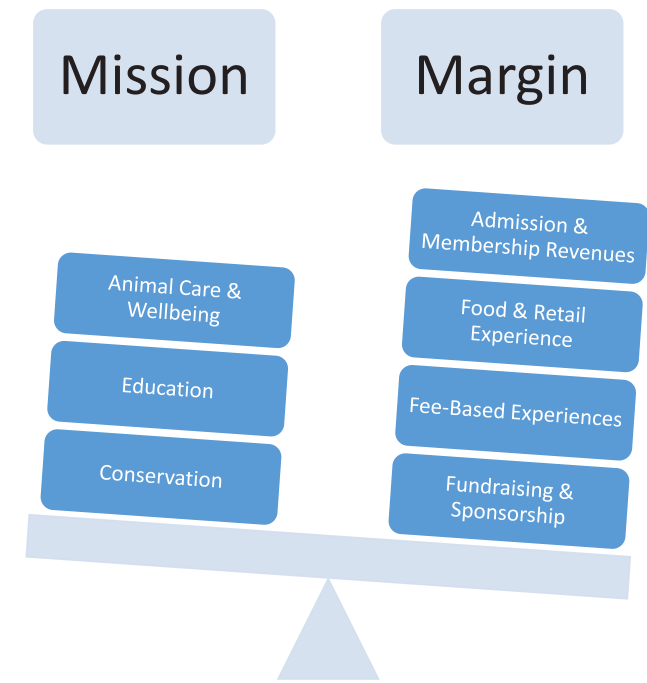 Mission
Margin
Animal Care &
Wellbeing
Education
Conservation
Admission &
Membership Revenues
Food & Retail
Experience
Fee-Based Experiences
Fundraising &
Sponsorship